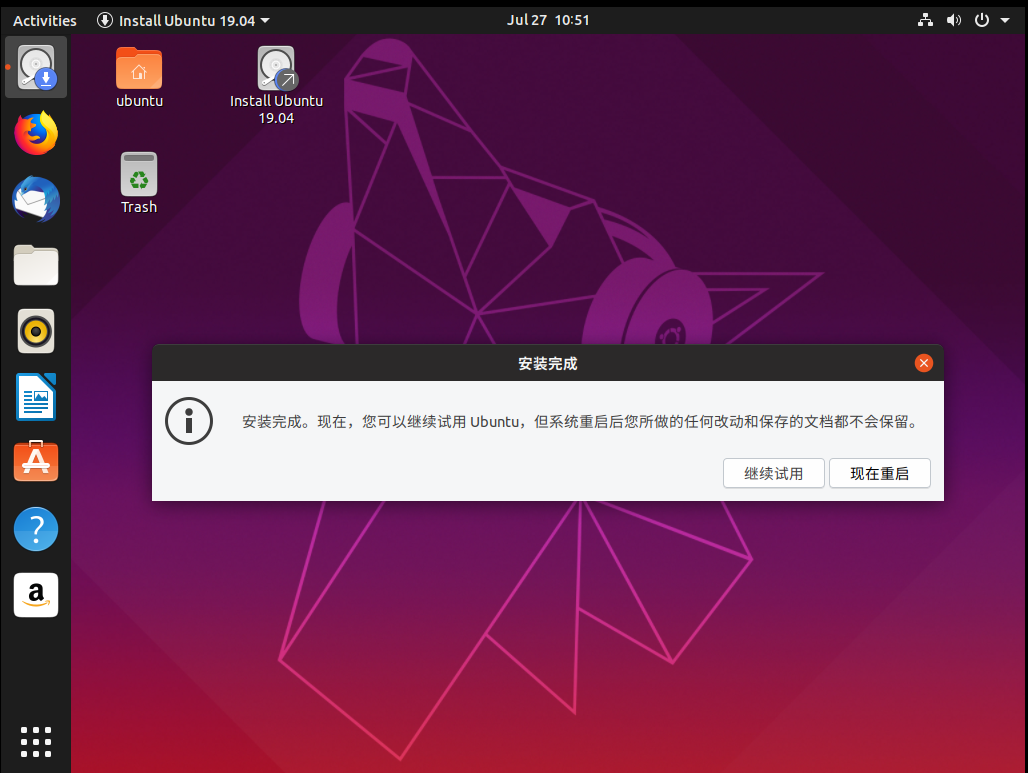 Activities
Install Ubuntu 19.04
Jul 27 10:51
ubuntu
Install Ubuntu
19.04
Trash
安装完成
安装完成。现在，您可以继续试用 Ubuntu，但系统重启后您所做的任何改动和保存的文档都不会保留。
继续试用
现在重启